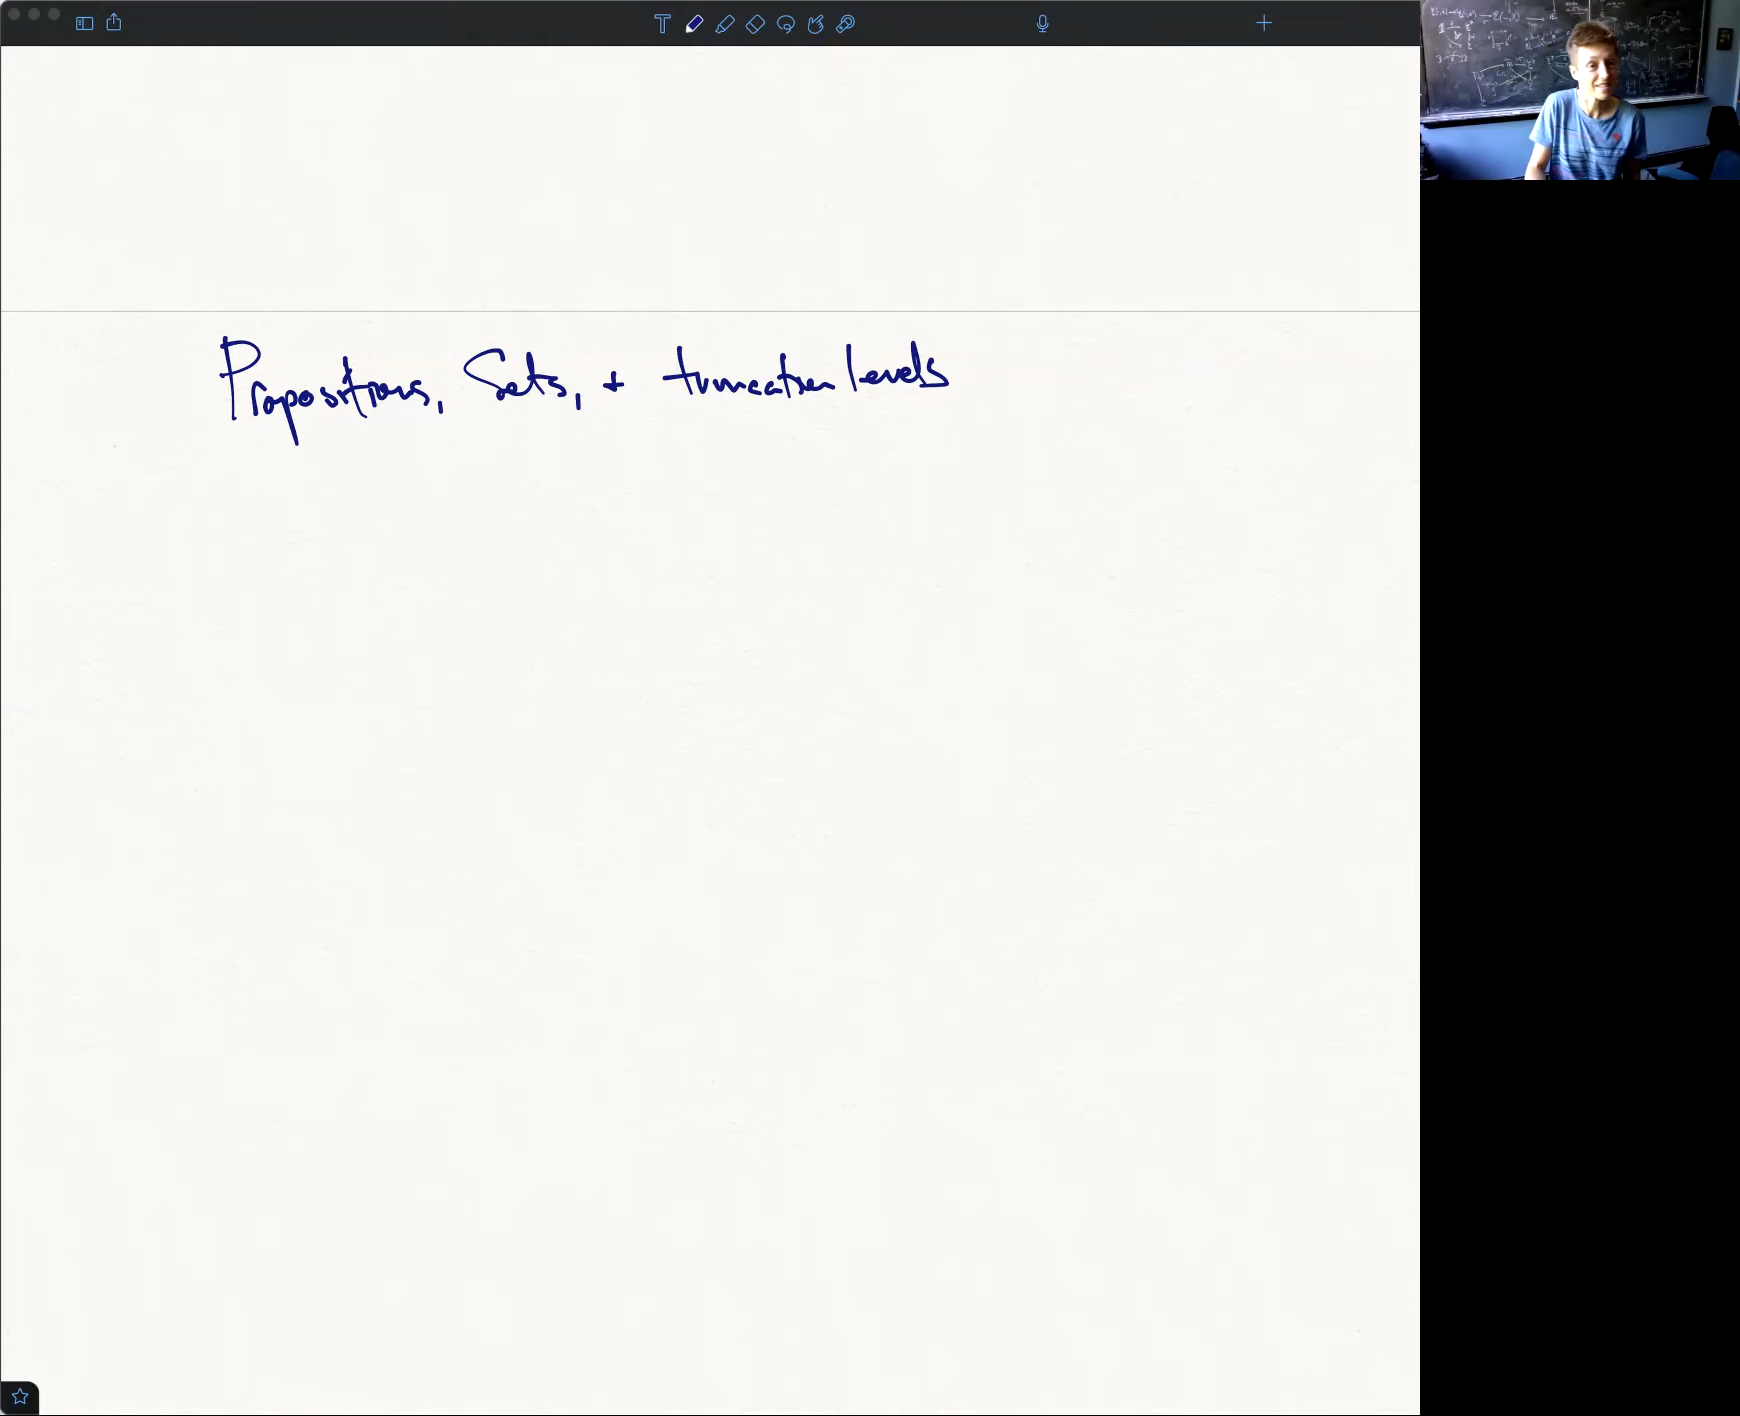 Propositions, Sets, + truncation levels